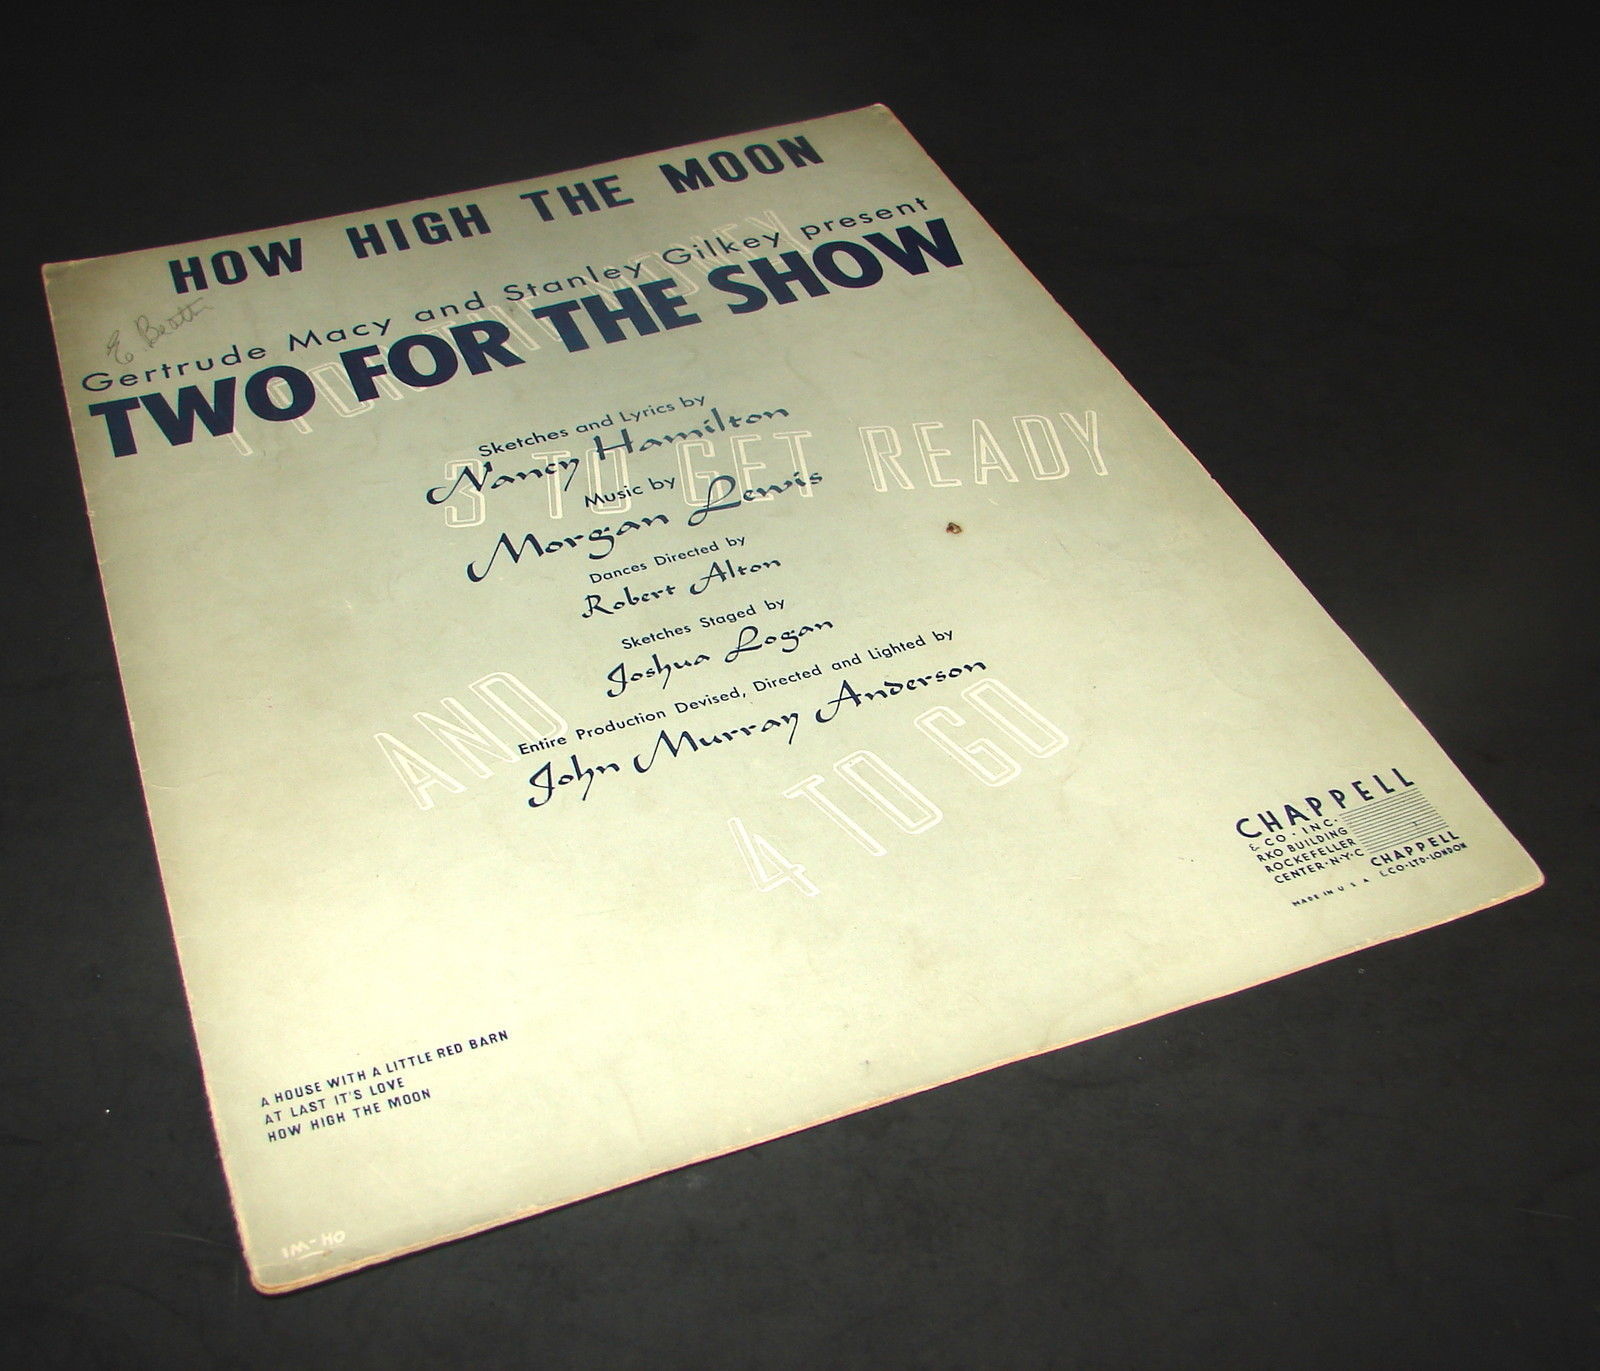 HOW HIGH THE MOON
Gertrude Macy and Stanley Gilkey present
TWO FOR THE SHOW
1 FOR THE MONEY
Sketches and Lyrics by
Nancy Hamilton
3 TO GET READY
Music by
Morgan Lewis
Dances Directed by
Robert Alton
Sketches Staged by
Joshua Logan
Entire Production Devised, Directed and Lighted by
John Murray Anderson
AND
4 TO GO
CHAPPELL
& CO · INC ·
RKO BUILDING
ROCKEFELLER
CENTER · N · Y · C
CHAPPELL
& CO · LTD · LONDON
MADE IN U S A
A HOUSE WITH A LITTLE RED BARN
AT LAST IT'S LOVE
HOW HIGH THE MOON